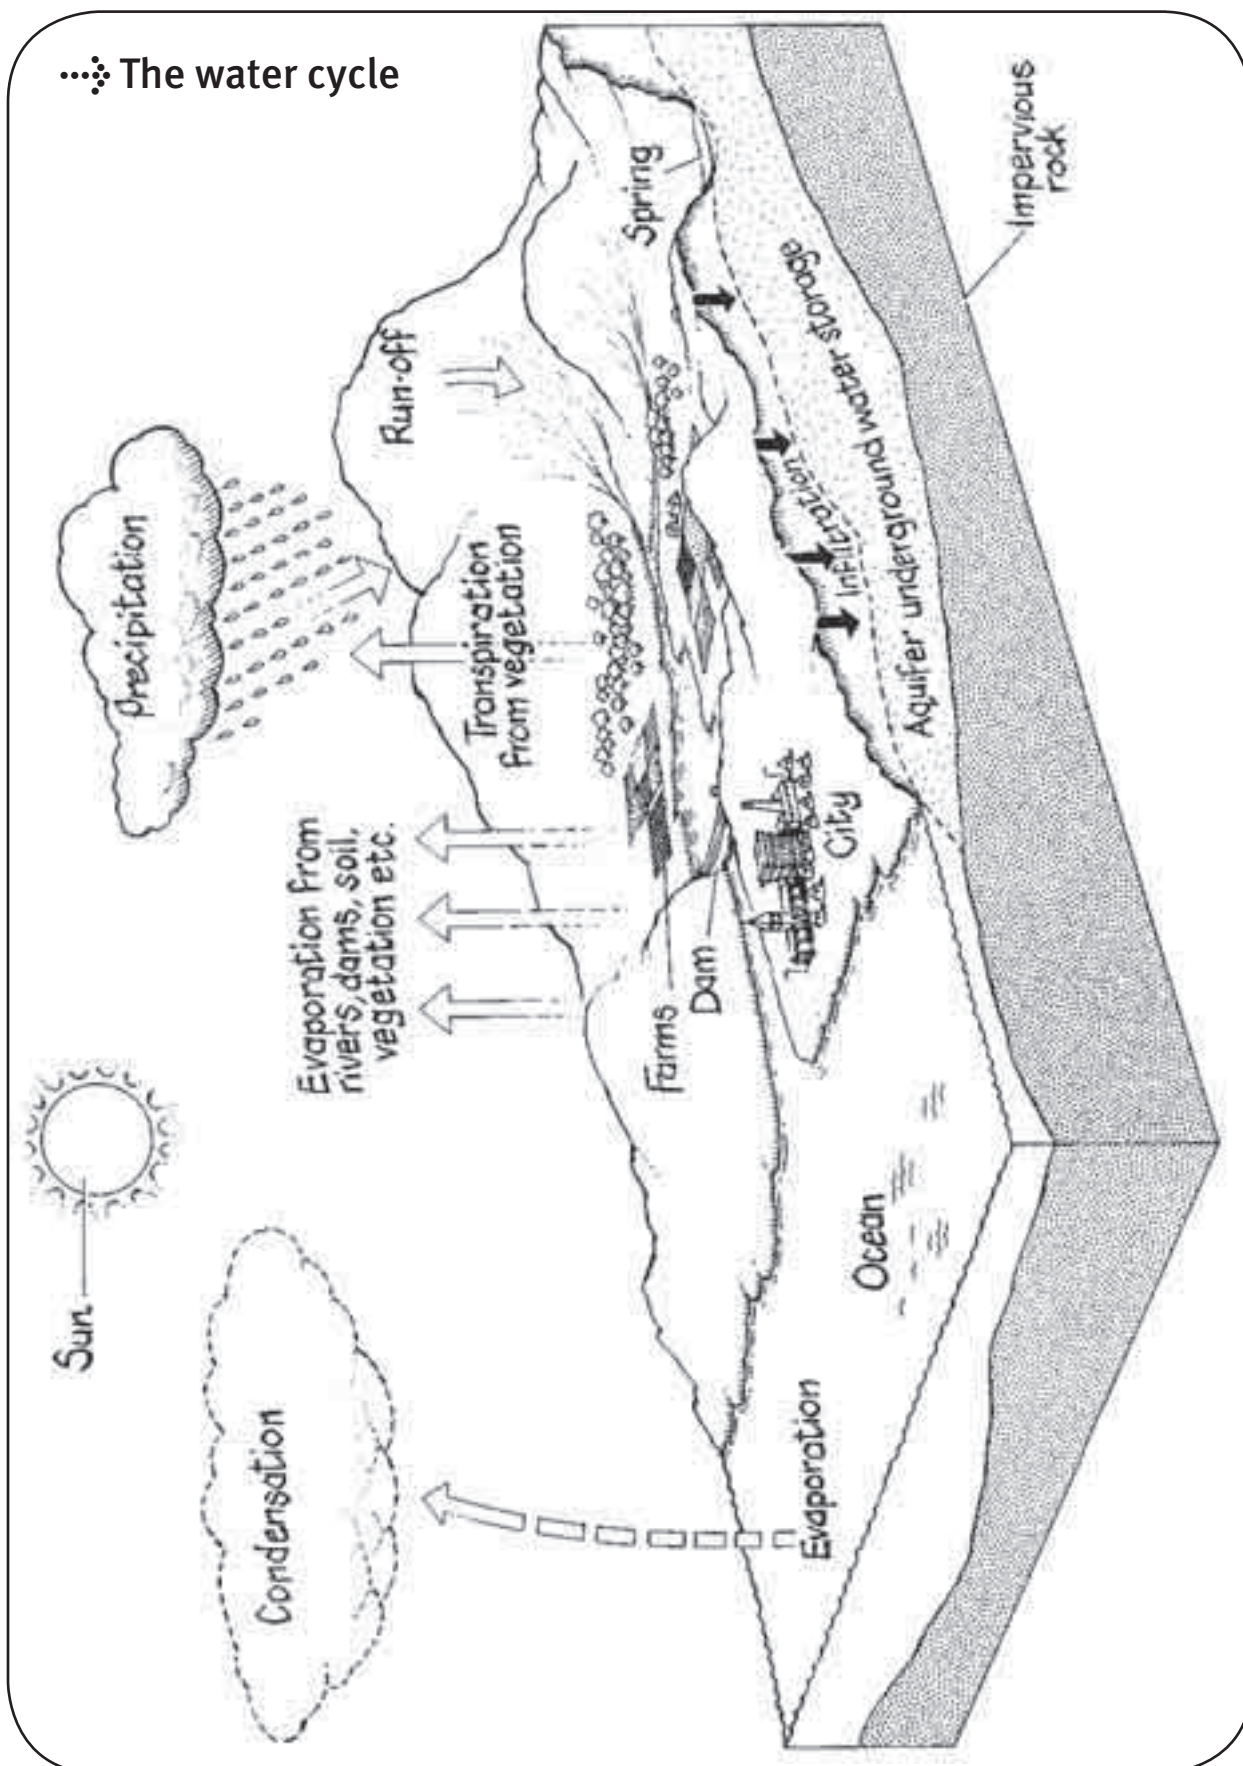 The water cycle
Sun
Condensation
Precipitation
Evaporation from
rivers, dams, soil,
vegetation etc.
Transpiration
from vegetation
Run-off
Spring
Farms
Dam
City
Ocean
Evaporation
Infiltration
Aquifer underground water storage
Impervious
rock